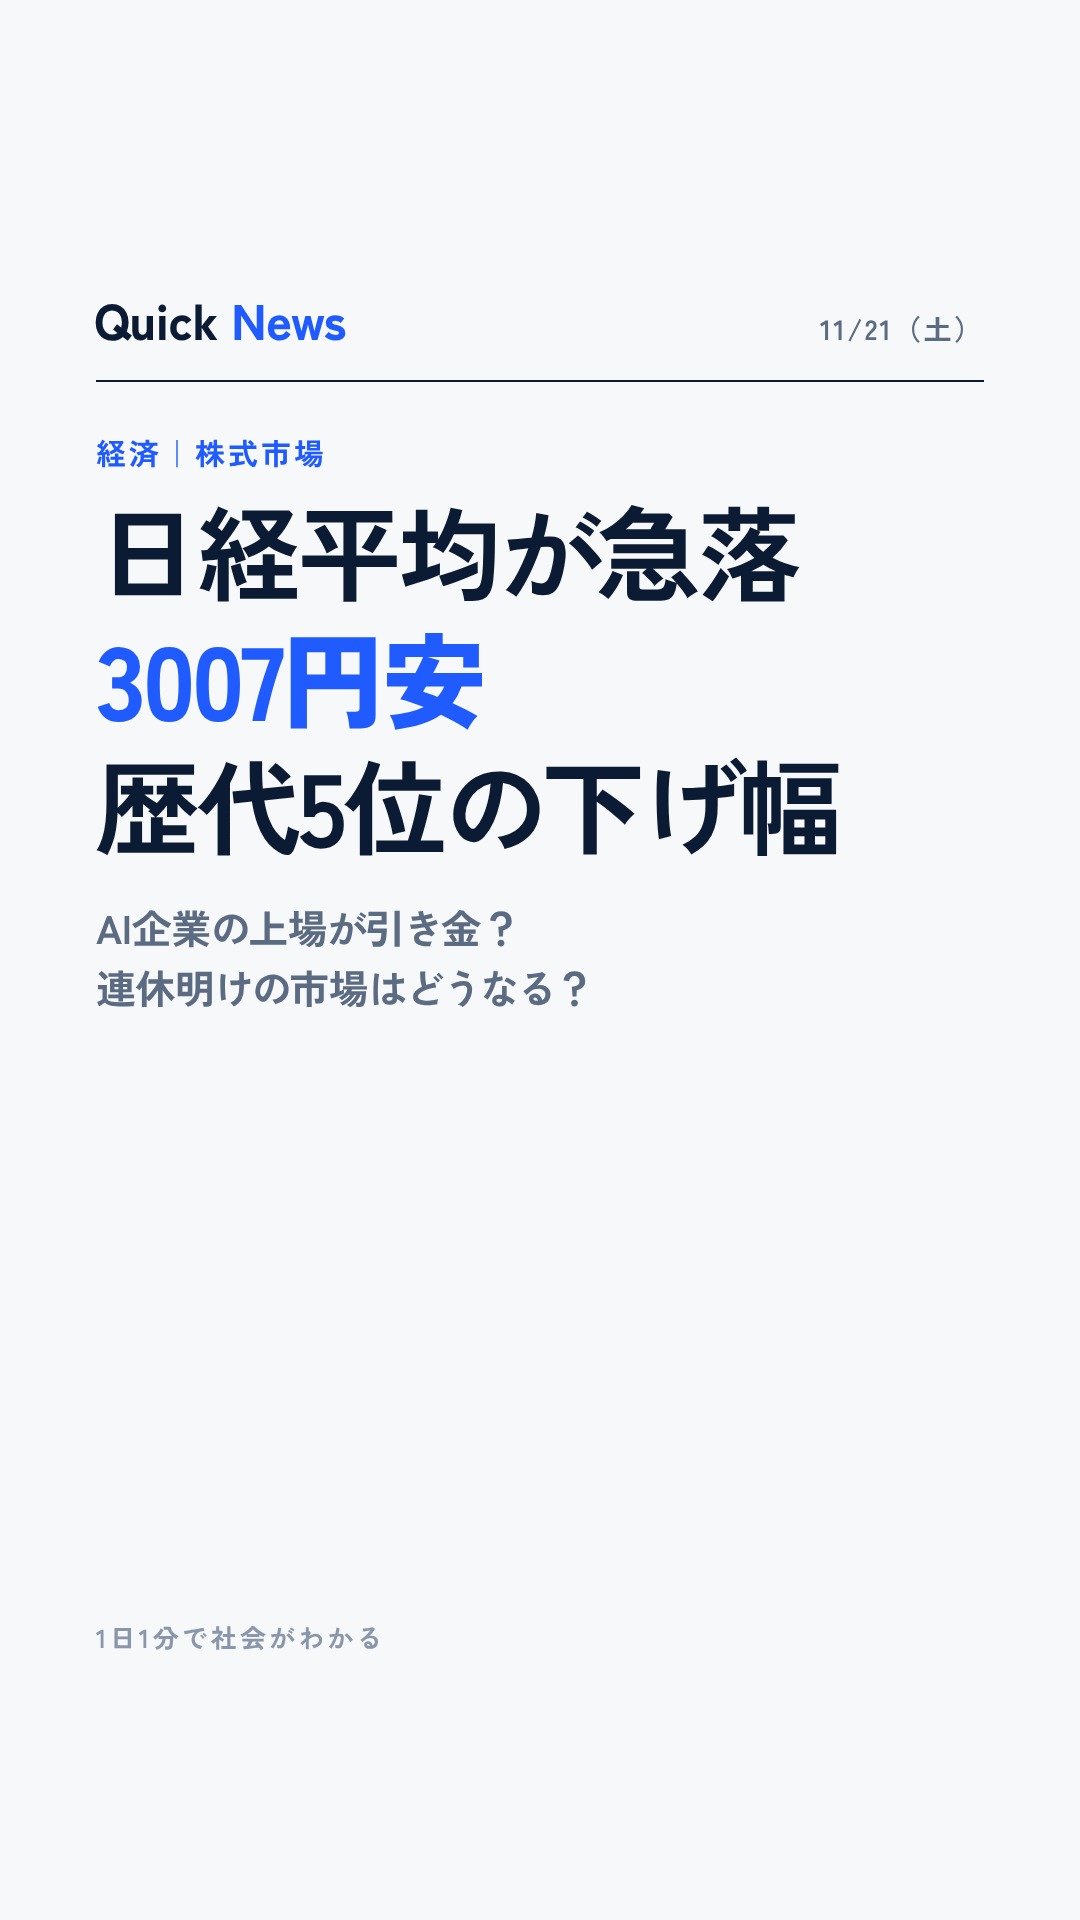 Quick News
11/21（土）
経済｜株式市場
日経平均が急落
3007円安
歴代5位の下げ幅
AI企業の上場が引き金？
連休明けの市場はどうなる？
1日1分で社会がわかる